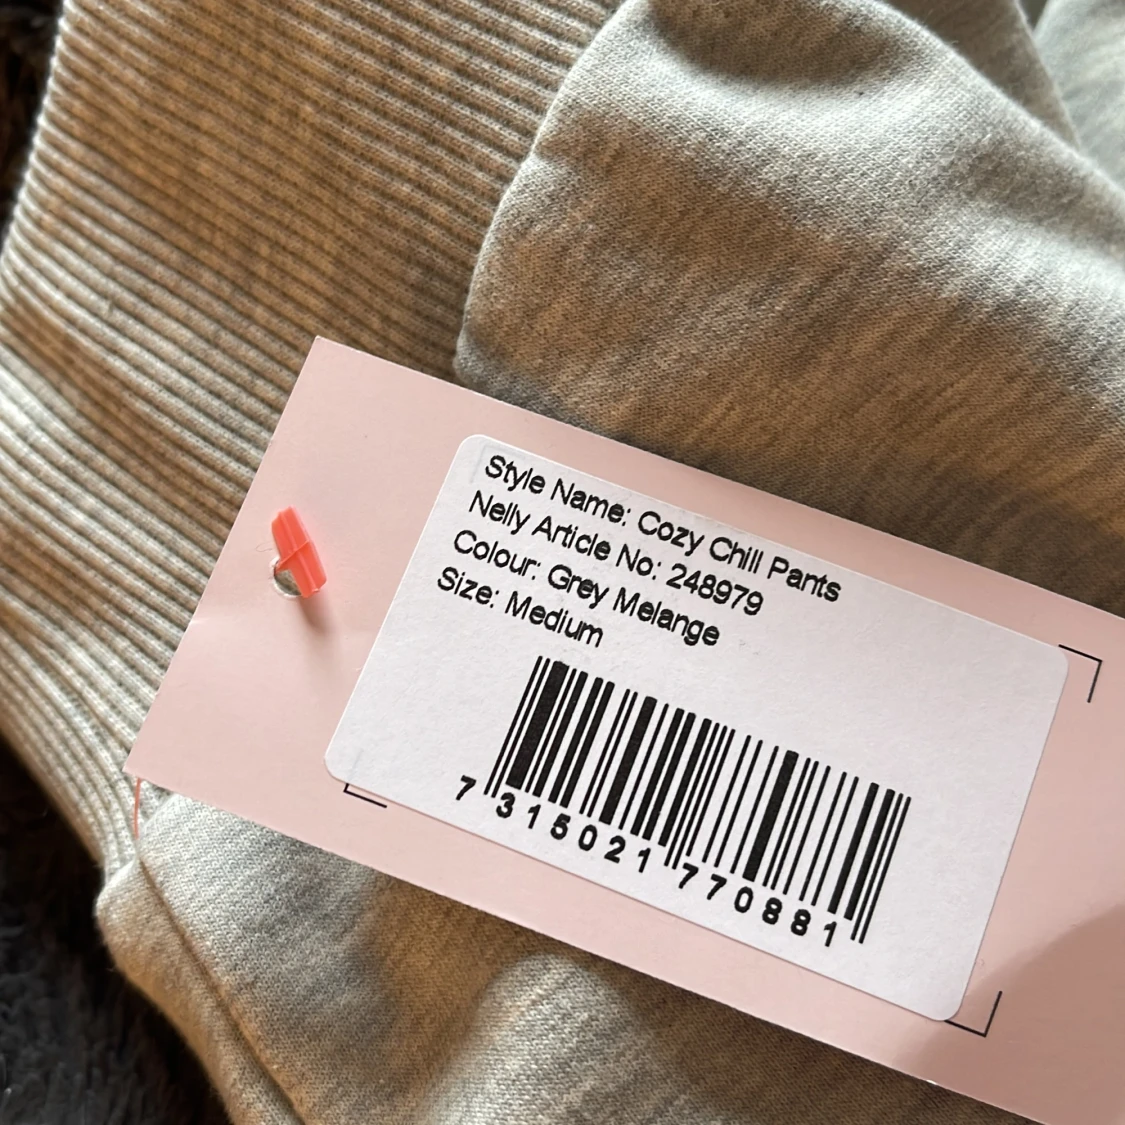 Style Name: Cozy Chill Pants
Nelly Article No: 248979
Colour: Grey Melange
Size: Medium
7 315021 770881